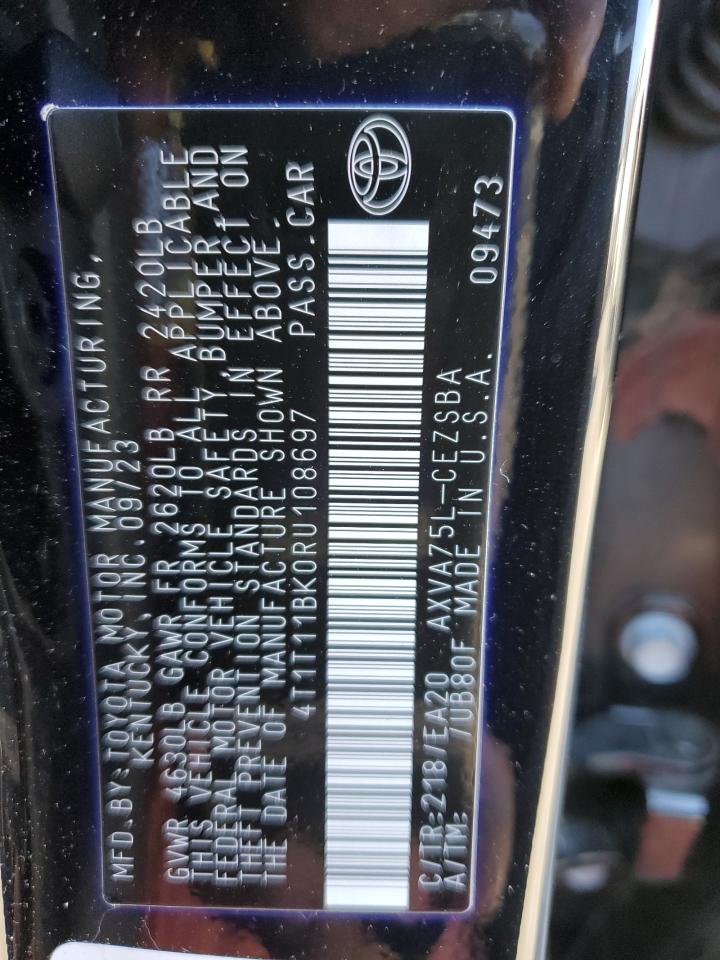 MFD.BY:TOYOTA MOTOR MANUFACTURING,
KENTUCKY, INC.09/23
GVWR 4630LB GAWR FR 2620LB RR 2420LB
THIS VEHICLE CONFORMS TO ALL APPLICABLE
FEDERAL MOTOR VEHICLE SAFETY,BUMPER,AND
THEFT PREVENTION STANDARDS IN EFFECT ON
THE DATE OF MANUFACTURE SHOWN ABOVE.
4T1T11BK0RU108697 PASS.CAR
C/TR:218/EA20 AXVA75L-CEZSBA
A/TM: /UB80F MADE IN U.S.A. 09473